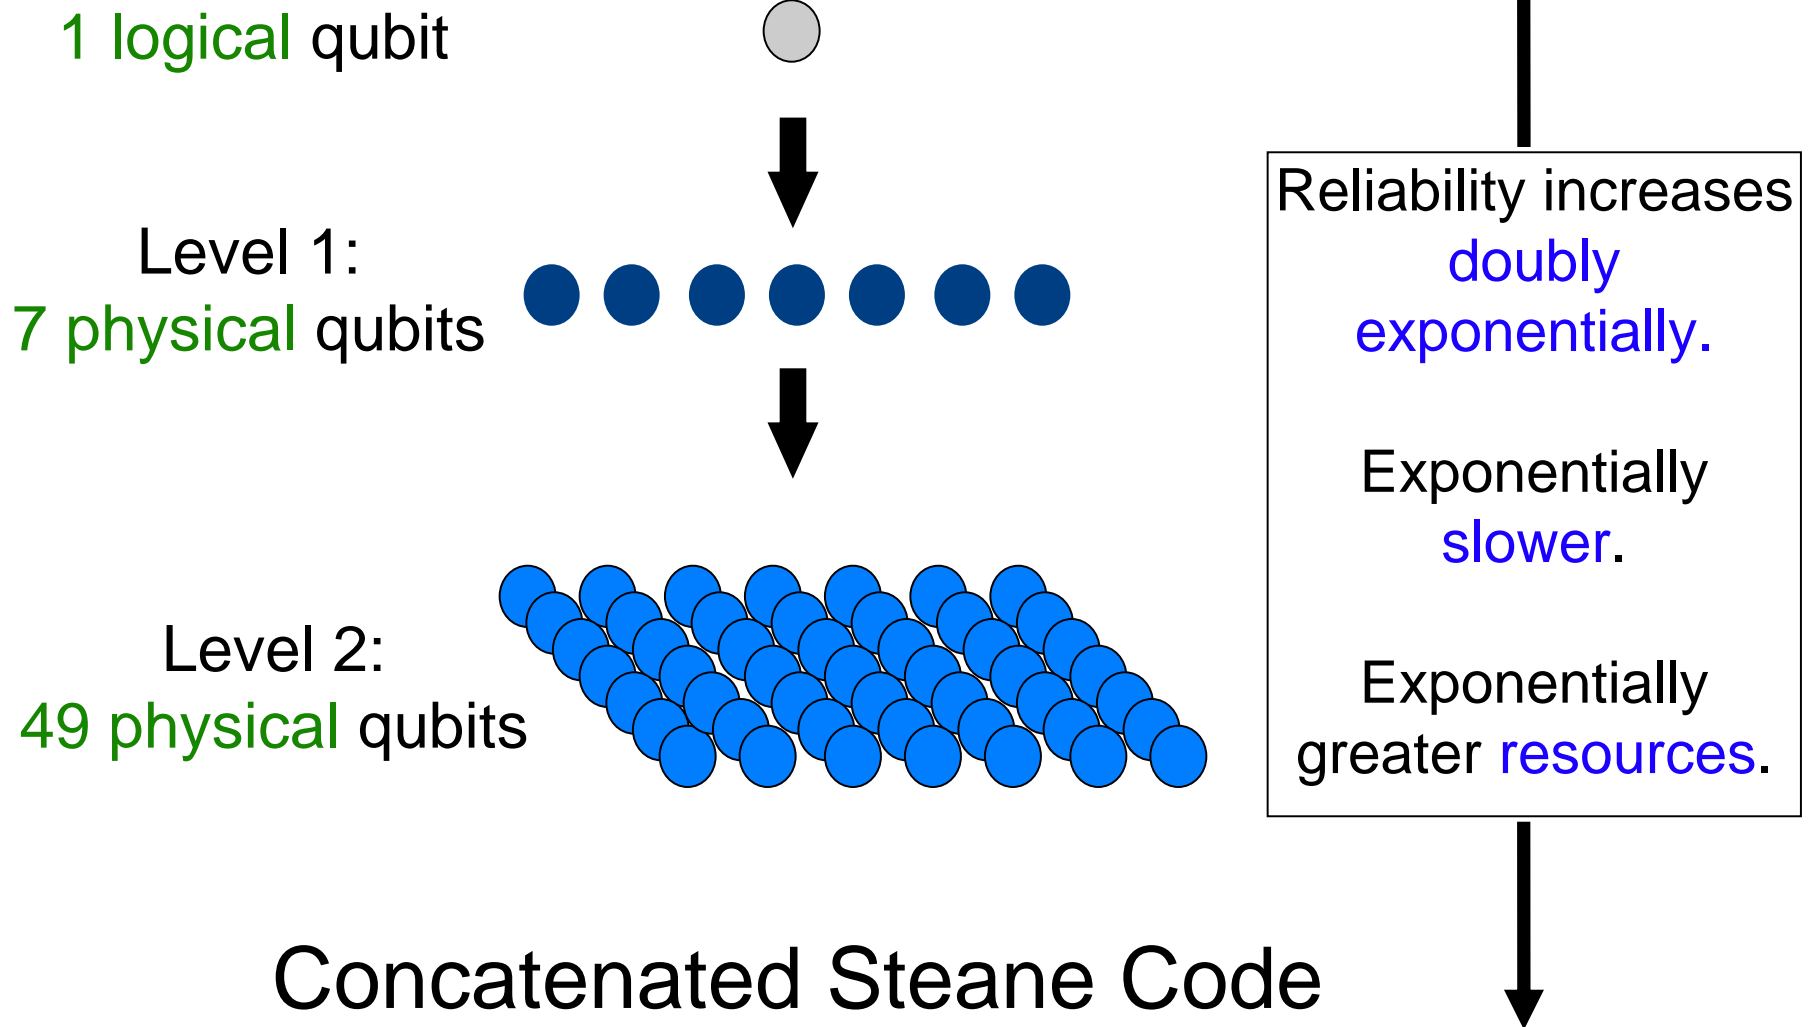 1 logical qubit
Level 1:
7 physical qubits
Level 2:
49 physical qubits
Reliability increases
doubly
exponentially.
Exponentially
slower.
Exponentially
greater resources.
Concatenated Steane Code